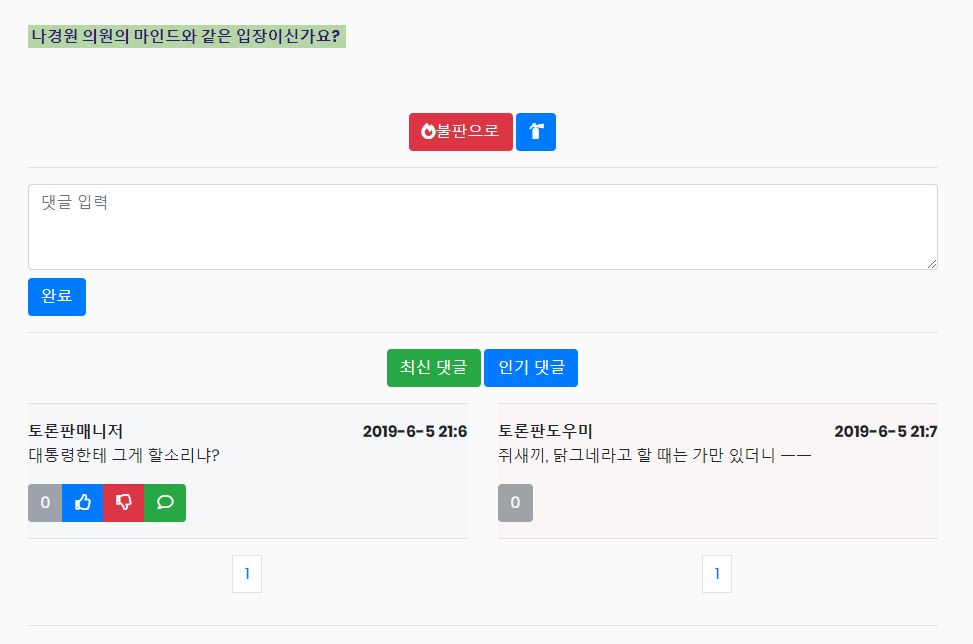 나경원 의원의 마인드와 같은 입장이신가요?
불판으로
댓글 입력
완료
최신 댓글 인기 댓글
토론판매니저 2019-6-5 21:6
대통령한테 그게 할소리냐?
0
1
토론판도우미 2019-6-5 21:7
쥐새끼, 닭그네라고 할 때는 가만 있더니 ㅡㅡ
0
1